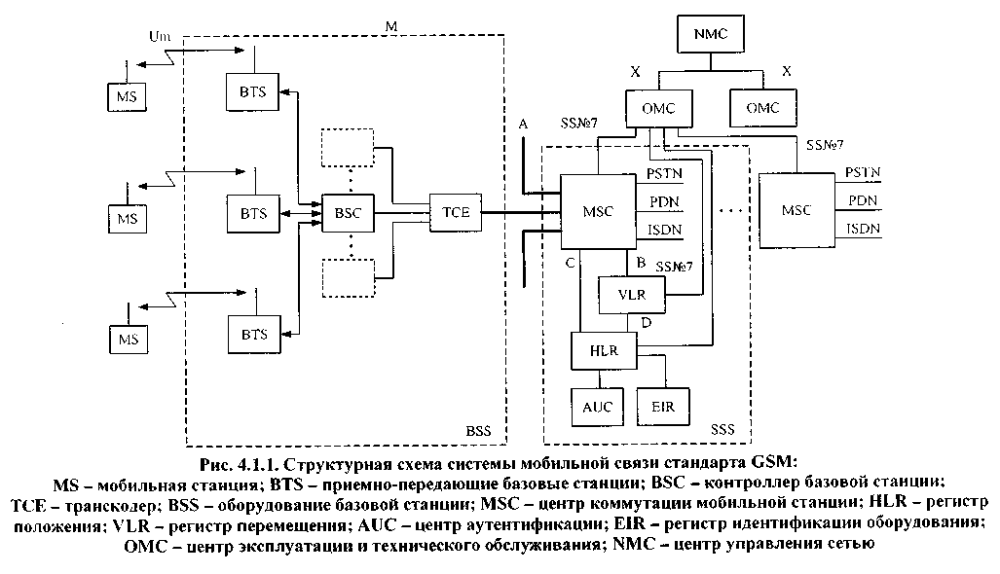 NMC
M
Um
X X
MS BTS OMC OMC
A SS№7 SS№7
PSTN PSTN
MS BTS BSC TCE MSC PDN MSC PDN
ISDN ISDN
C B SS№7
VLR
D
MS BTS HLR
AUC EIR
BSS SSS
Рис. 4.1.1. Структурная схема системы мобильной связи стандарта GSM:
MS – мобильная станция; BTS – приемно-передающие базовые станции; BSC – контроллер базовой станции;
TCE – транскодер; BSS – оборудование базовой станции; MSC – центр коммутации мобильной станции; HLR – регистр
положения; VLR – регистр перемещения; AUC – центр аутентификации; EIR – регистр идентификации оборудования;
OMC – центр эксплуатации и технического обслуживания; NMC – центр управления сетью